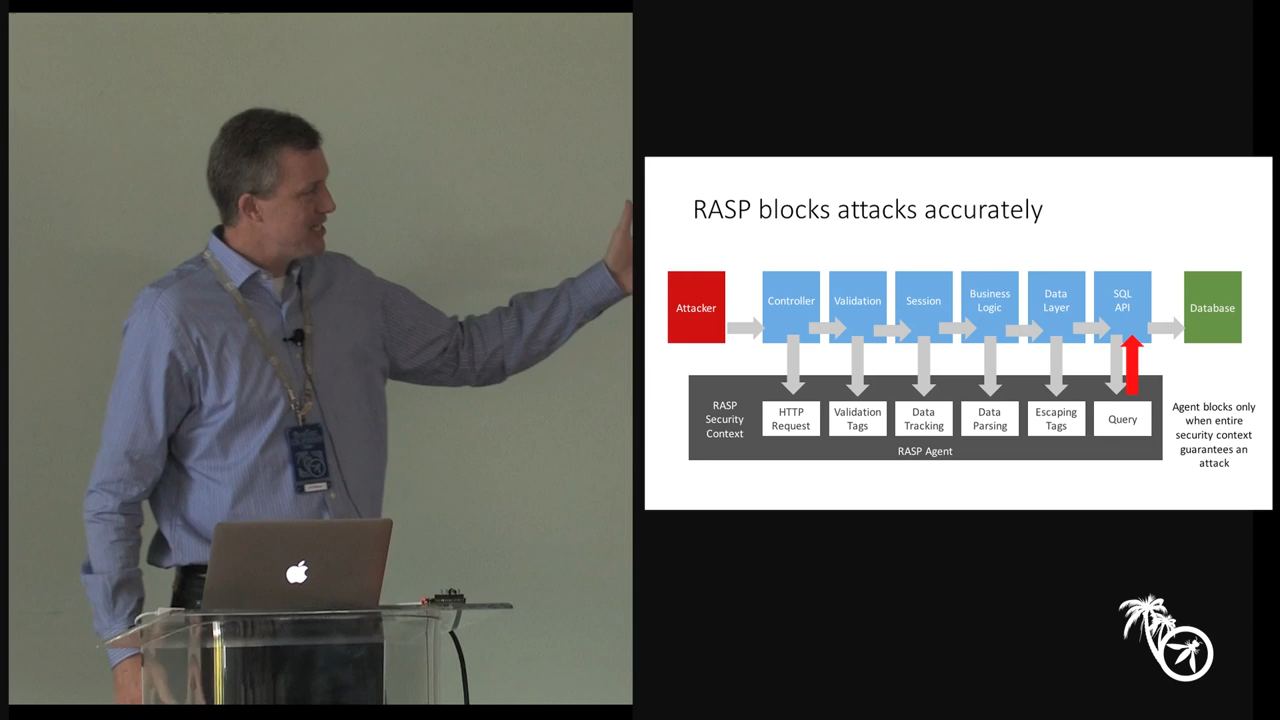 RASP blocks attacks accurately
Attacker
Controller
Validation
Session
Business
Logic
Data
Layer
SQL
API
Database
RASP
Security
Context
HTTP
Request
Validation
Tags
Data
Tracking
Data
Parsing
Escaping
Tags
Query
RASP Agent
Agent blocks only
when entire
security context
guarantees an
attack